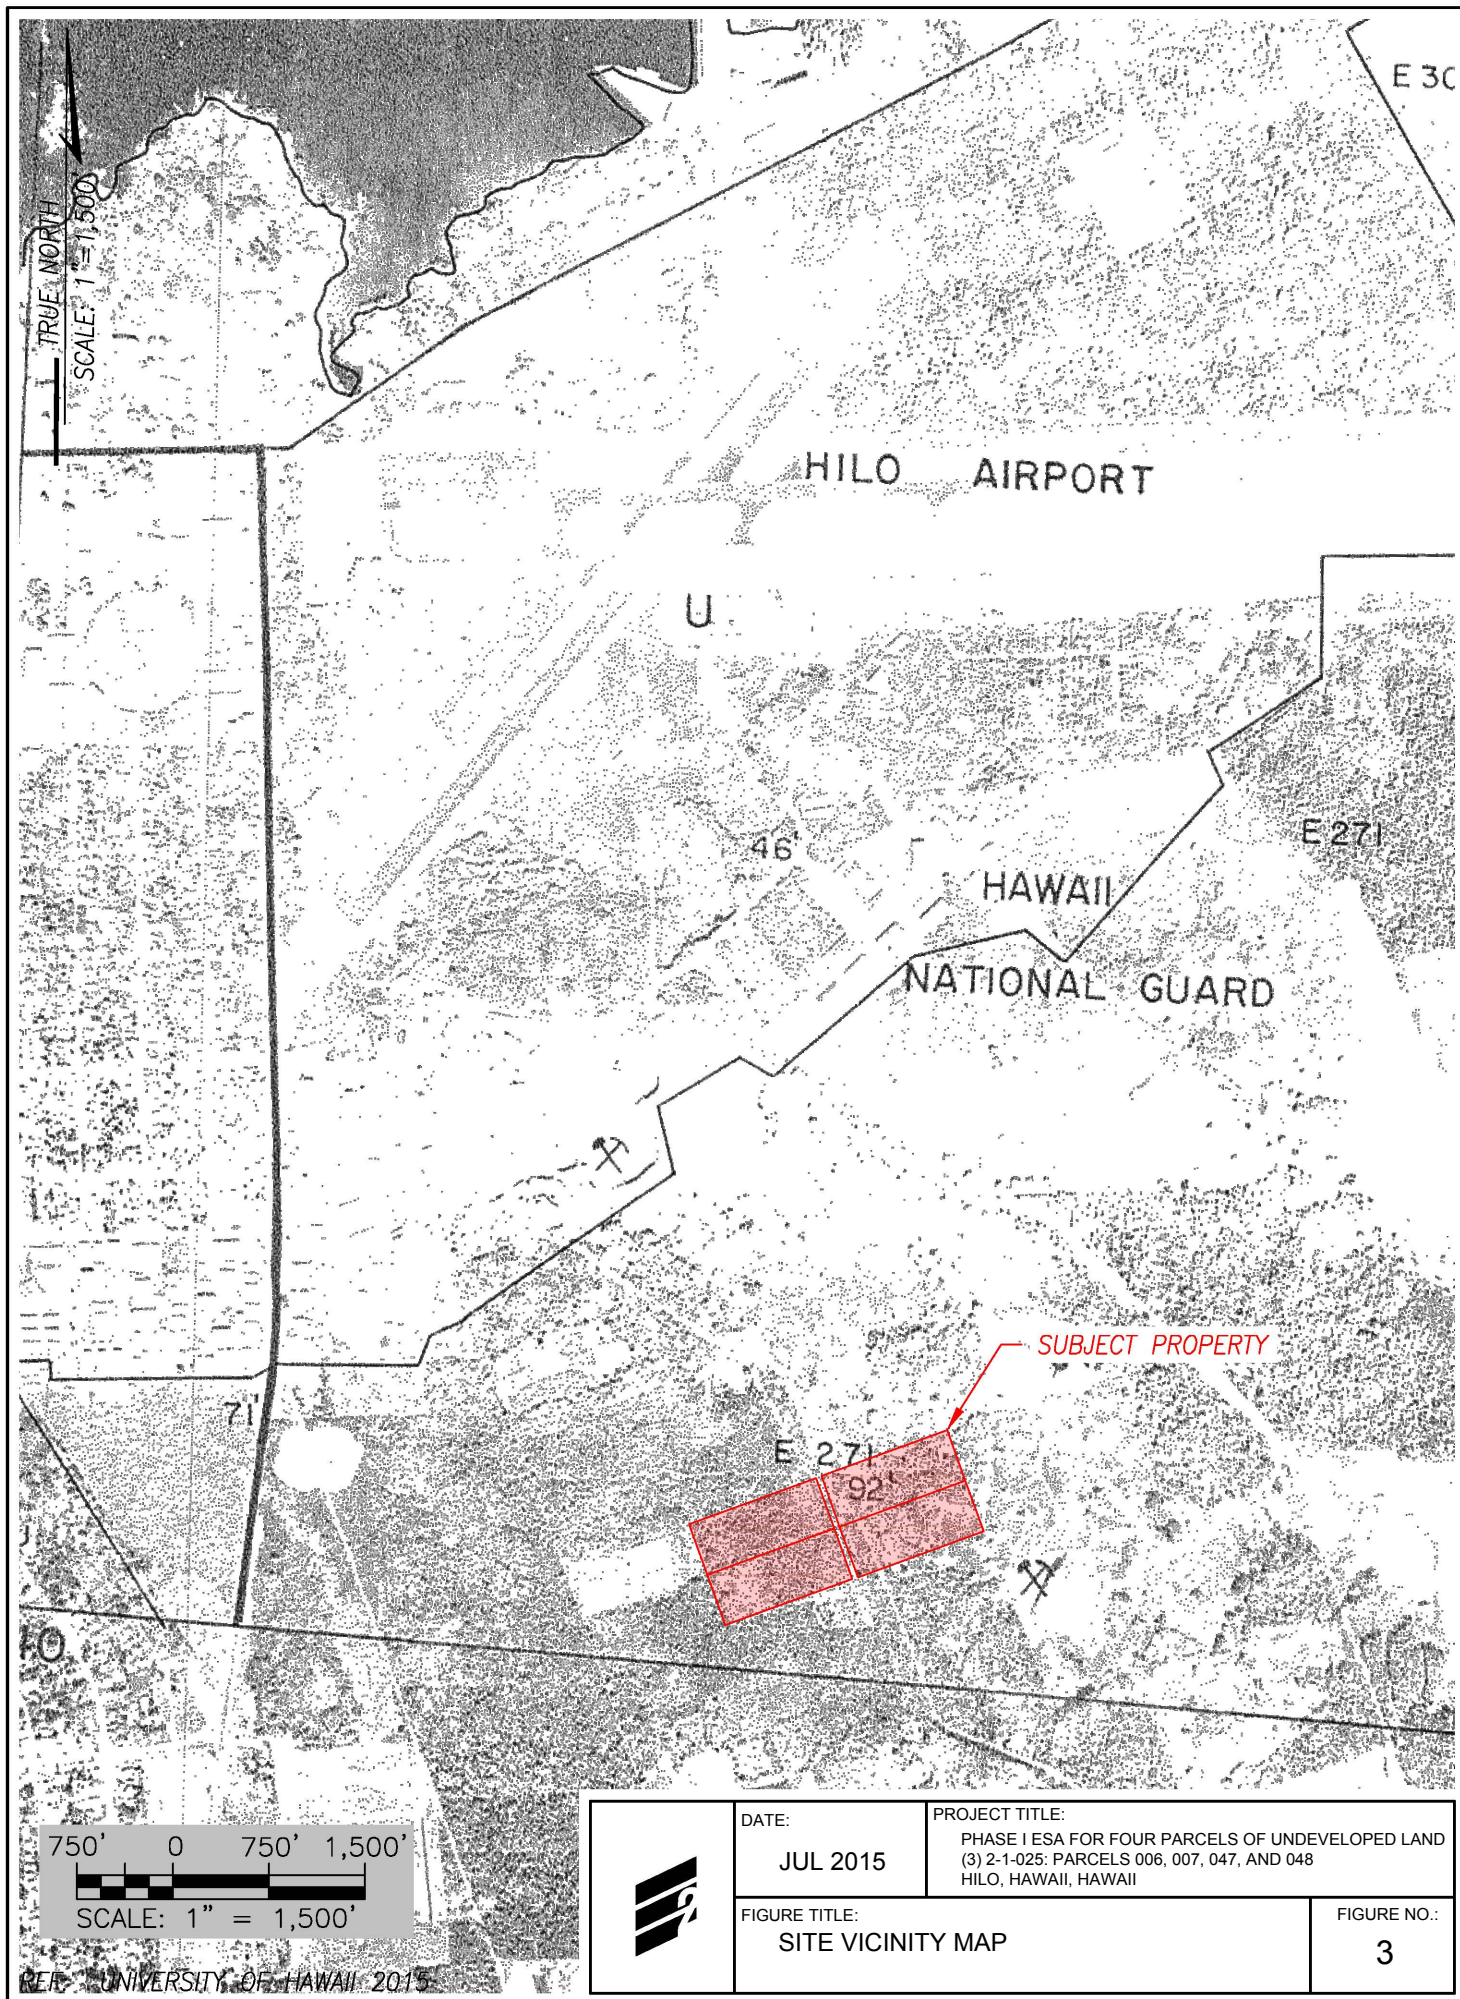 E 30
TRUE NORTH
SCALE: 1"=1,500'
HILO AIRPORT
U
46'
E 271
HAWAII
NATIONAL GUARD
SUBJECT PROPERTY
71'
E 271
92'
40
750' 0 750' 1,500'
SCALE: 1" = 1,500'
REF: UNIVERSITY OF HAWAII 2015
2
DATE:
JUL 2015
PROJECT TITLE:
PHASE I ESA FOR FOUR PARCELS OF UNDEVELOPED LAND
(3) 2-1-025: PARCELS 006, 007, 047, AND 048
HILO, HAWAII, HAWAII
FIGURE TITLE:
SITE VICINITY MAP
FIGURE NO.:
3